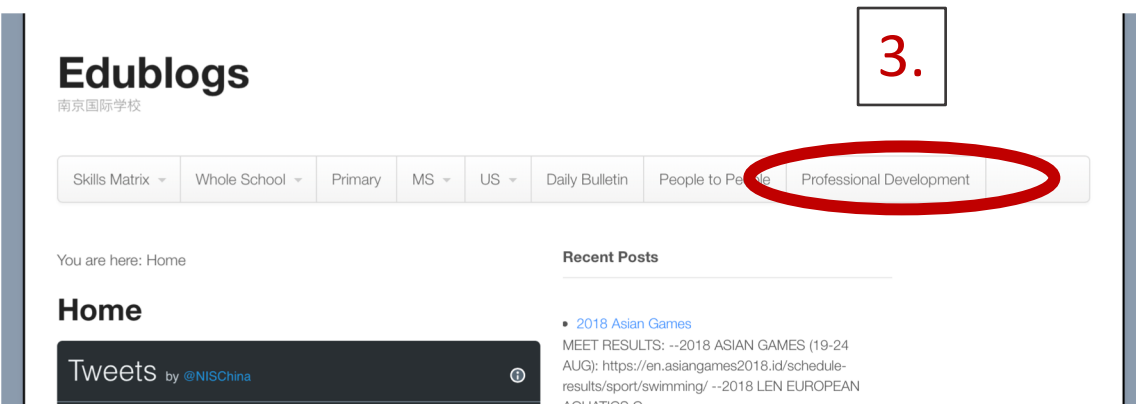 3.
Edublogs
南京国际学校
Skills Matrix Whole School Primary MS US Daily Bulletin People to People Professional Development
You are here: Home
Home
Tweets by @NISChina
Recent Posts
2018 Asian Games
MEET RESULTS: --2018 ASIAN GAMES (19-24
AUG): https://en.asiangames2018.id/schedule-
results/sport/swimming/ --2018 LEN EUROPEAN